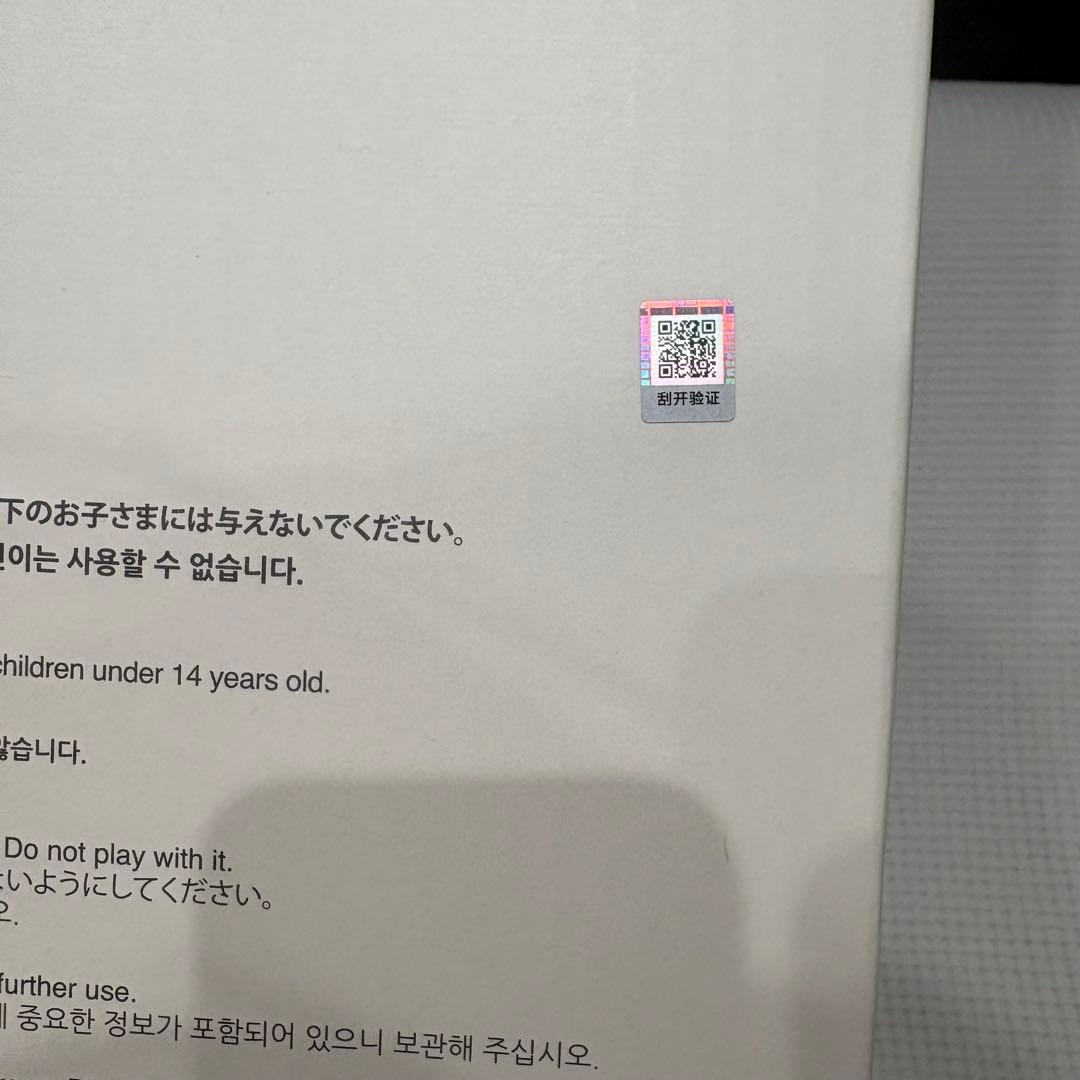 刮开验证
下のお子さまには与えないでください。
이는 사용할 수 없습니다.
children under 14 years old.
않습니다.
Do not play with it.
ないようにしてください。
오.
further use.
중요한 정보가 포함되어 있으니 보관해 주십시오.